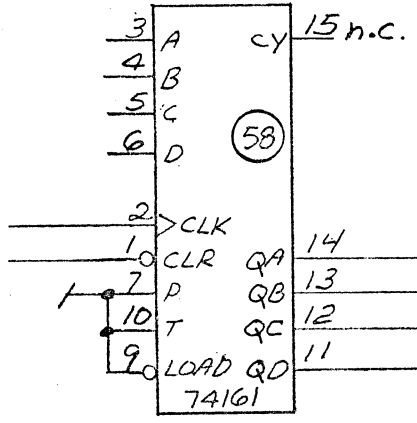 3 A CY 15 n.c.
4 B
5 C
6 D 58
2 CLK
1 CLR QA 14
7 P QB 13
10 T QC 12
9 LOAD QD 11
74161